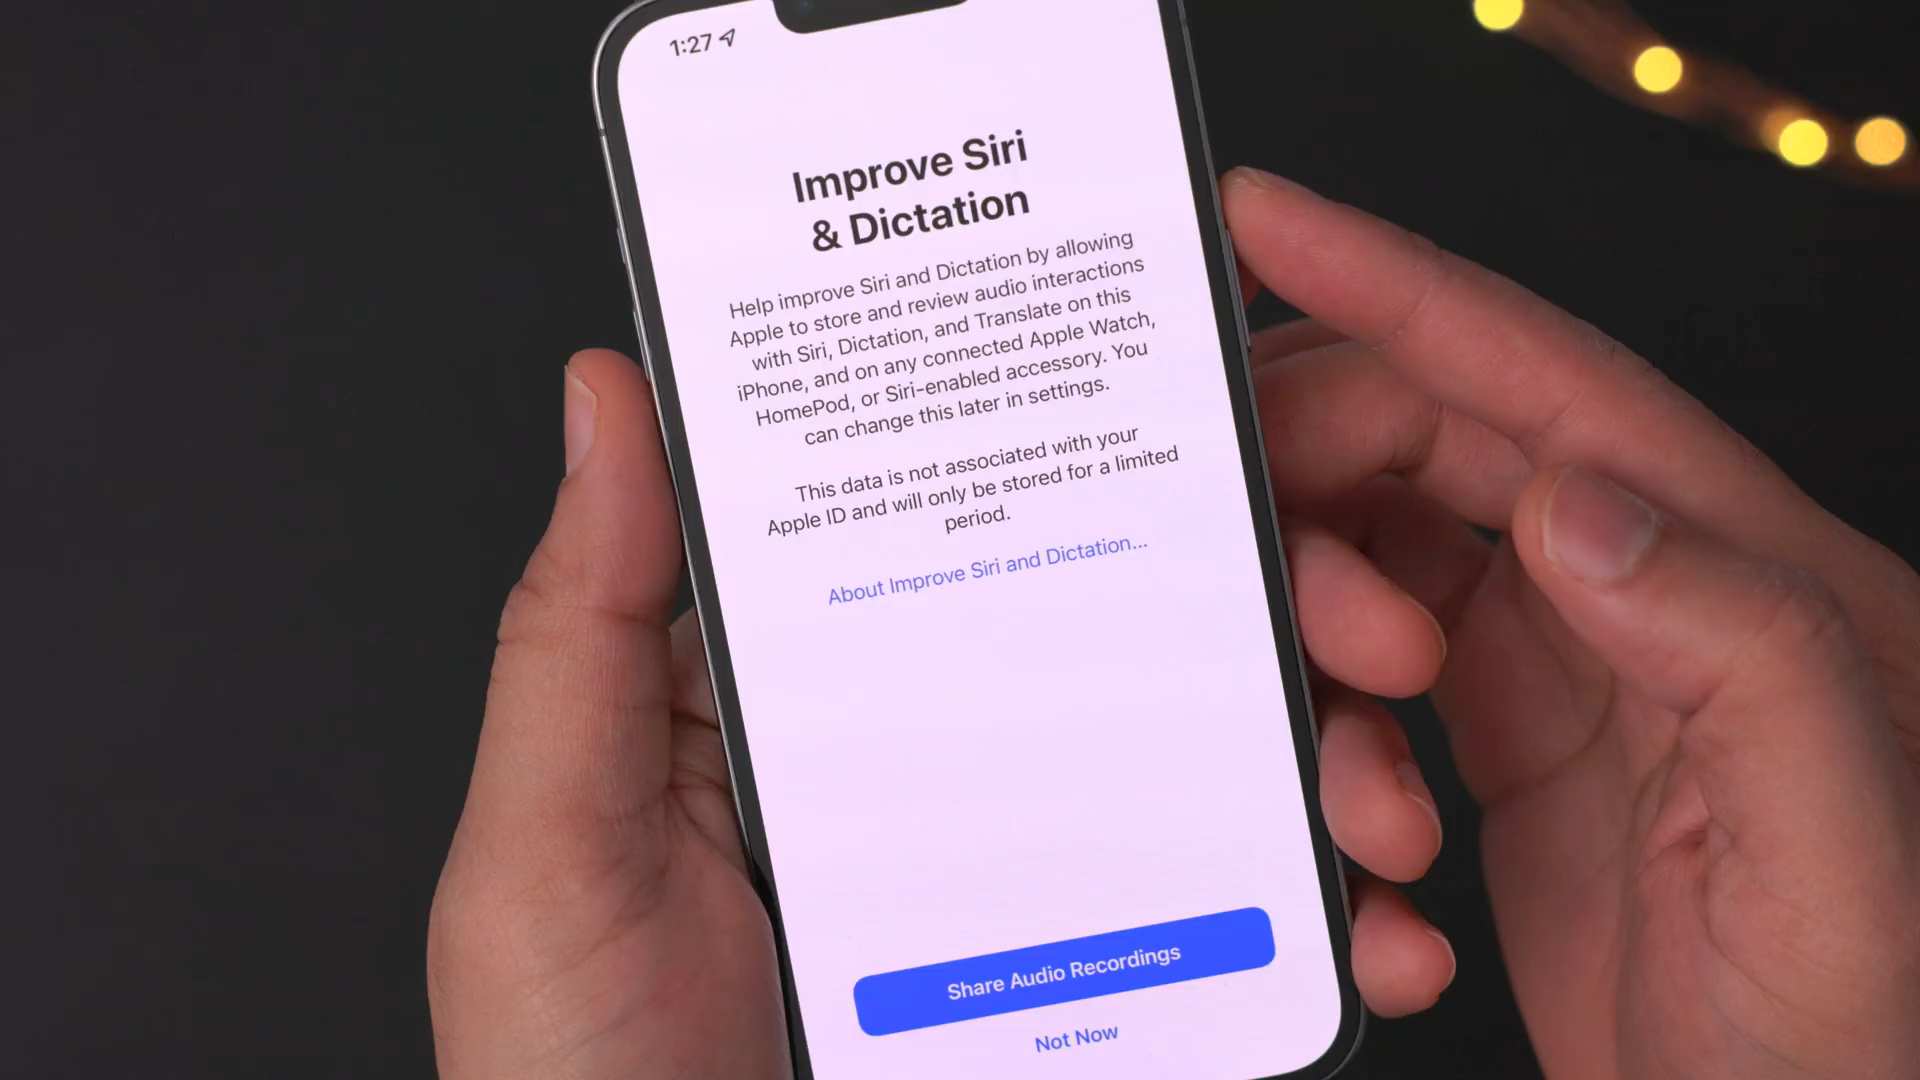 1:27
Improve Siri
& Dictation
Help improve Siri and Dictation by allowing
Apple to store and review audio interactions
with Siri, Dictation, and Translate on this
iPhone, and on any connected Apple Watch,
HomePod, or Siri-enabled accessory. You
can change this later in settings.
This data is not associated with your
Apple ID and will only be stored for a limited
period.
About Improve Siri and Dictation...
Share Audio Recordings
Not Now